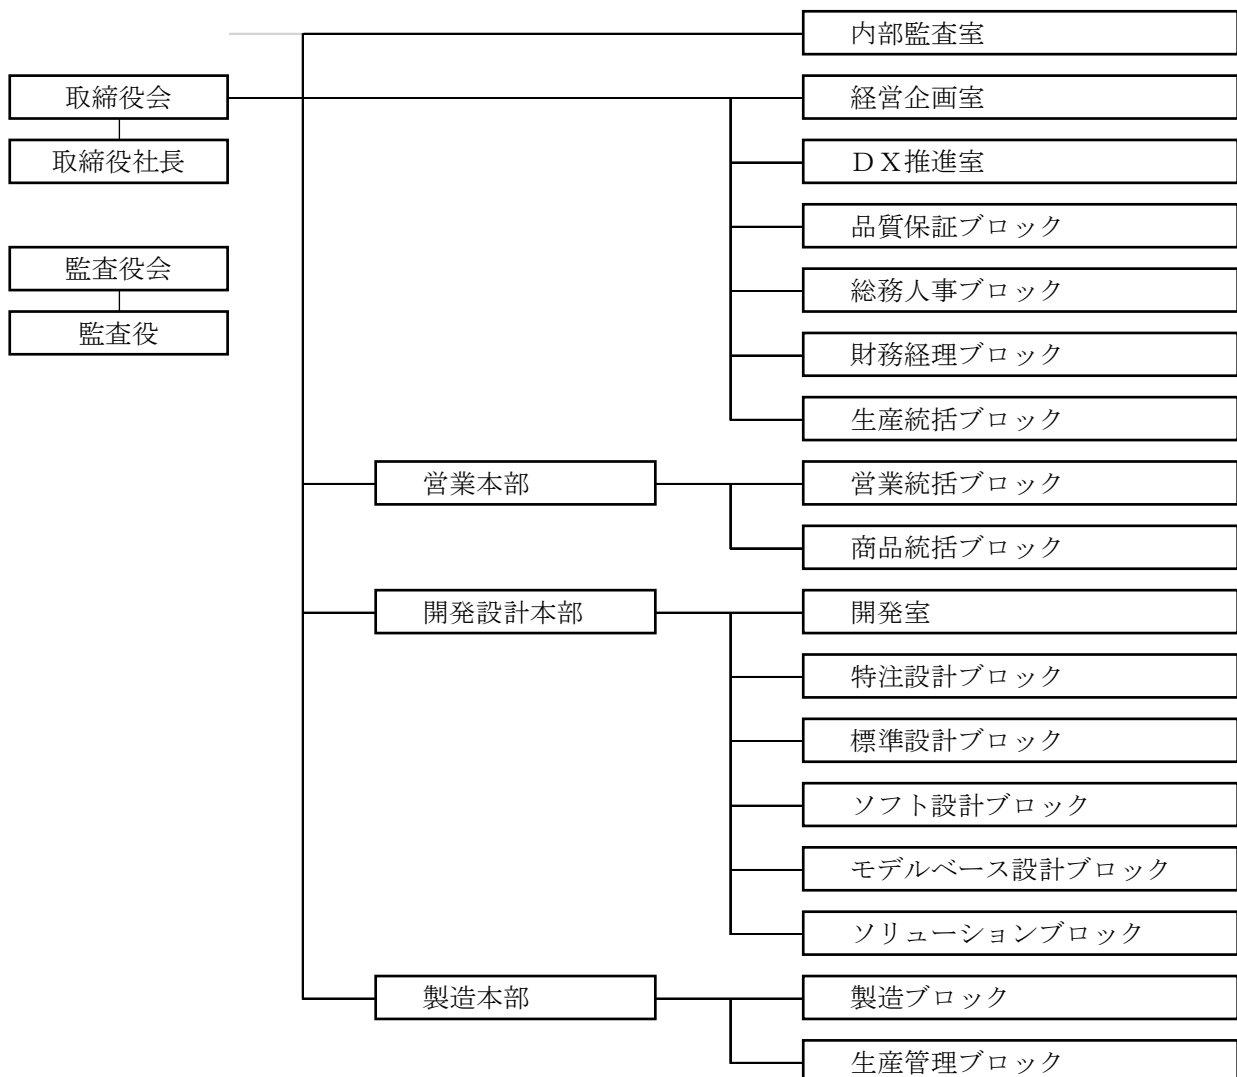 内部監査室
取締役会
経営企画室
取締役社長
ＤＸ推進室
品質保証ブロック
監査役会
総務人事ブロック
監査役
財務経理ブロック
生産統括ブロック
営業本部
営業統括ブロック
商品統括ブロック
開発設計本部
開発室
特注設計ブロック
標準設計ブロック
ソフト設計ブロック
モデルベース設計ブロック
ソリューションブロック
製造本部
製造ブロック
生産管理ブロック